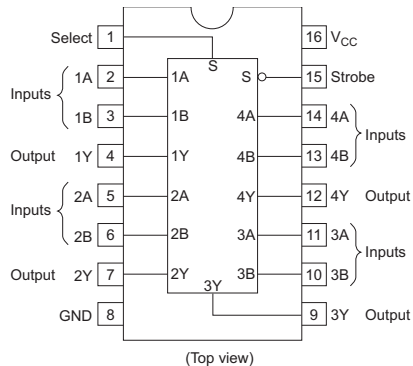 Select 1 16 VCC
S
Inputs 1A 2 1A S 15 Strobe
1B 3 1B 4A 14 4A Inputs
Output 1Y 4 1Y 4B 13 4B
Inputs 2A 5 2A 4Y 12 4Y Output
2B 6 2B 3A 11 3A Inputs
Output 2Y 7 2Y 3B 10 3B
3Y
GND 8 9 3Y Output
(Top view)